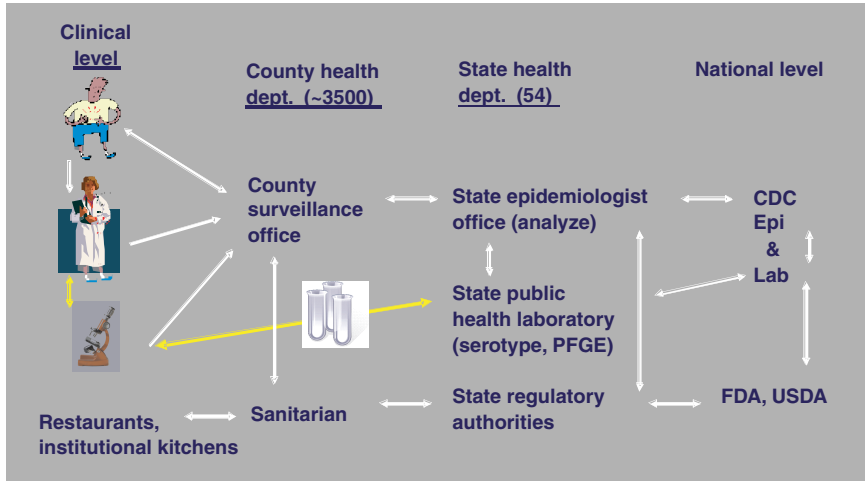 Clinical
level
County health
dept. (~3500)
State health
dept. (54)
National level
County
surveillance
office
State epidemiologist
office (analyze)
CDC
Epi
&
Lab
State public
health laboratory
(serotype, PFGE)
Restaurants,
institutional kitchens
Sanitarian
State regulatory
authorities
FDA, USDA